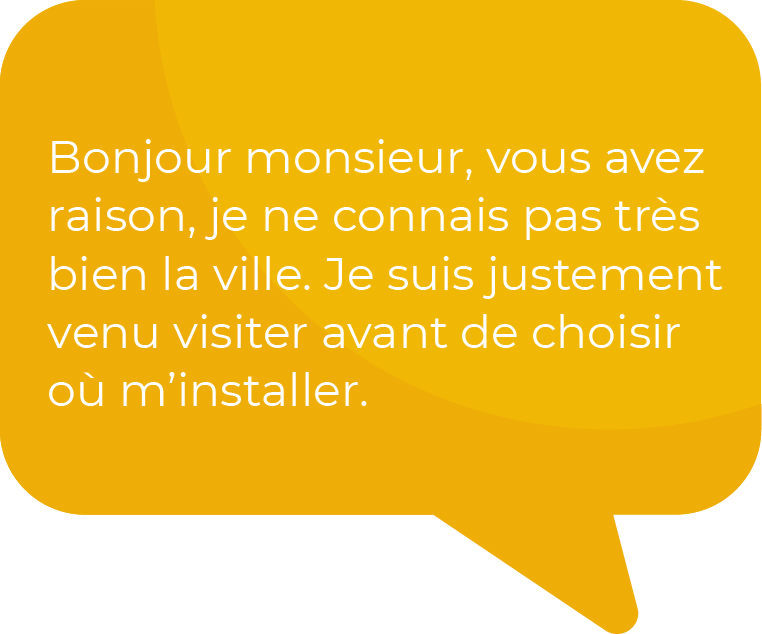 Bonjour monsieur, vous avez
raison, je ne connais pas très
bien la ville. Je suis justement
venu visiter avant de choisir
où m’installer.